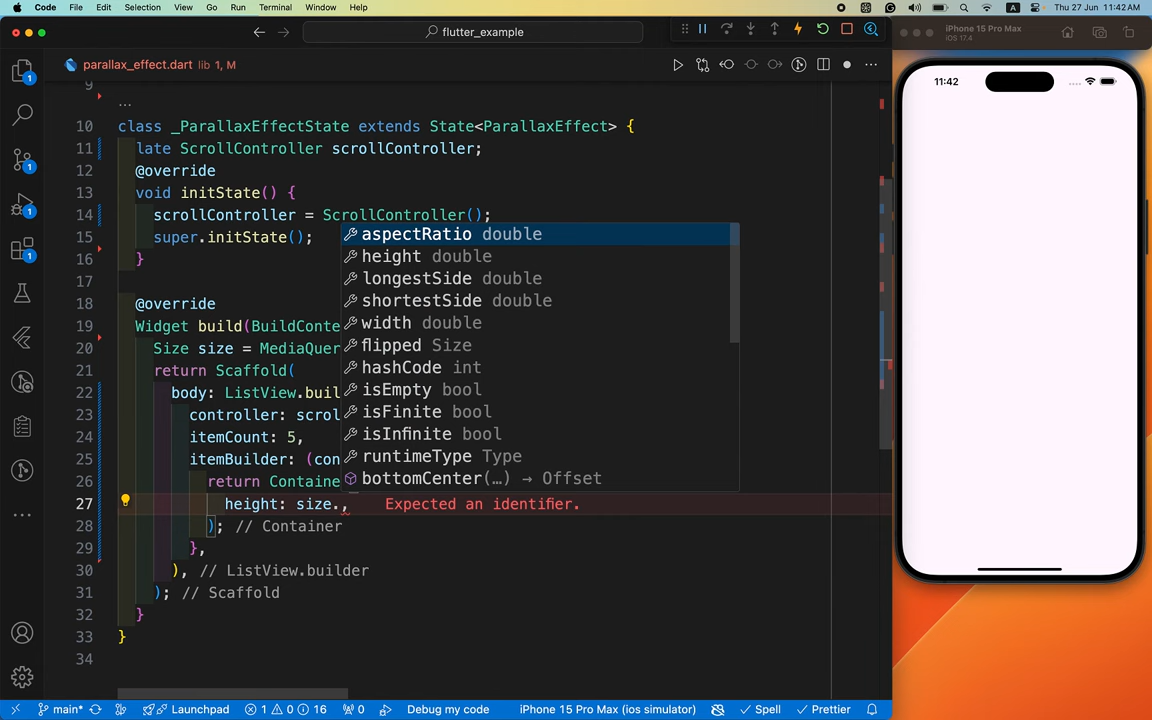 Code File Edit Selection View Go Run Terminal Window Help
A
Thu 27 Jun 11:42 AM
flutter_example
iPhone 15 Pro Max
iOS 17.4
parallax_effect.dart lib 1, M
11:42
9
...
10 class _ParallaxEffectState extends State<ParallaxEffect> {
11 late ScrollController scrollController;
12 @override
13 void initState() {
14 scrollController = ScrollController();
15 super.initState();
16 }
17
18 @override
19 Widget build(BuildConte
20 Size size = MediaQuer
21 return Scaffold(
22 body: ListView.buil
23 controller: scrol
24 itemCount: 5,
25 itemBuilder: (con
26 return Containe
27 height: size., Expected an identifier.
28 ); // Container
29 },
30 ), // ListView.builder
31 ); // Scaffold
32 }
33 }
34
aspectRatio double
height double
longestSide double
shortestSide double
width double
flipped Size
hashCode int
isEmpty bool
isFinite bool
isInfinite bool
runtimeType Type
bottomCenter(…) → Offset
1
1
1
1
main* Launchpad 1 0 16 0 Debug my code iPhone 15 Pro Max (ios simulator) Spell Prettier